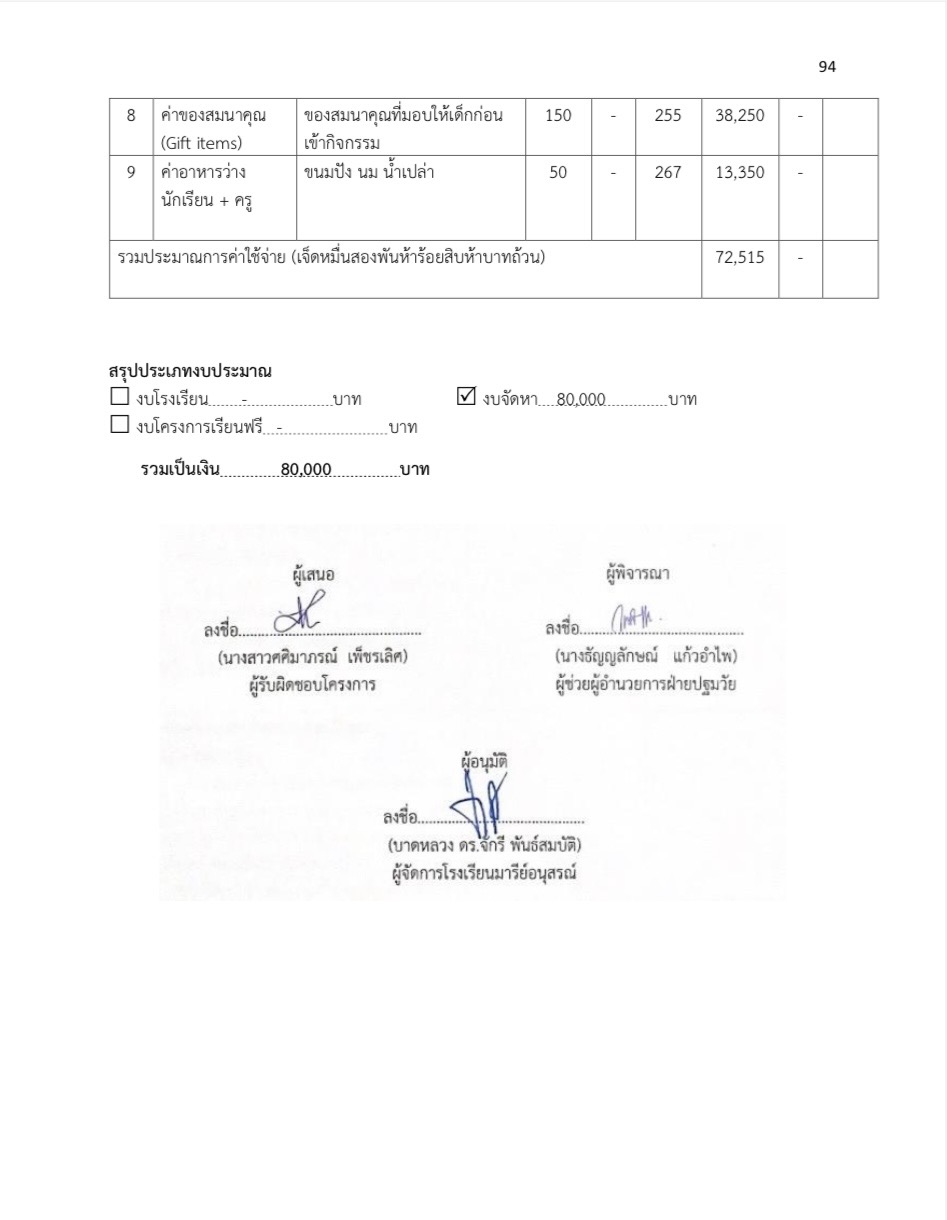 94
8 ค่าของสมนาคุณ ของสมนาคุณที่มอบให้เด็กก่อน 150 - 255 38,250 -
(Gift items) เข้ากิจกรรม
9 ค่าอาหารว่าง ขนมปัง นม น้ำเปล่า 50 - 267 13,350 -
นักเรียน + ครู
รวมประมาณการค่าใช้จ่าย (เจ็ดหมื่นสองพันห้าร้อยสิบห้าบาทถ้วน) 72,515 -
สรุปประเภทงบประมาณ
☐ งบโรงเรียน........-....................บาท ☑ งบจัดหา....80,000..............บาท
☐ งบโครงการเรียนฟรี...-.........................บาท
รวมเป็นเงิน..............80,000................บาท
ผู้เสนอ ผู้พิจารณา
ลงชื่อ............................................. ลงชื่อ.........................................
(นางสาวศศิมาภรณ์ เพ็ชรเลิศ) (นางธัญญลักษณ์ แก้วอำไพ)
ผู้รับผิดชอบโครงการ ผู้ช่วยผู้อำนวยการฝ่ายปฐมวัย
ผู้อนุมัติ
ลงชื่อ.........................................
(บาดหลวง ดร.จักรี พันธ์สมบัติ)
ผู้จัดการโรงเรียนมารีย์อนุสรณ์